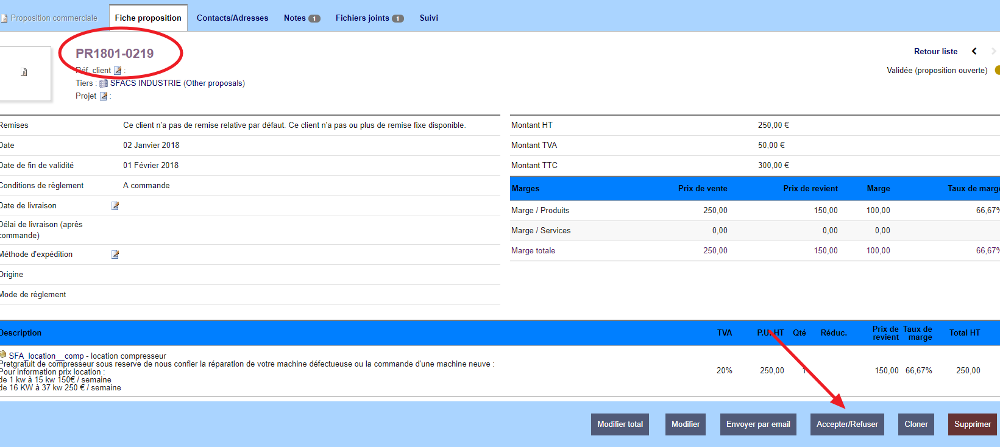 Proposition commerciale Fiche proposition Contacts/Adresses Notes 1 Fichiers joints 1 Suivi
PR1801-0219
Retour liste
Réf. client :
Validée (proposition ouverte)
Tiers : SFACS INDUSTRIE (Other proposals)
Projet :
Remises Ce client n'a pas de remise relative par défaut. Ce client n'a pas ou plus de remise fixe disponible.
Date 02 Janvier 2018
Date de fin de validité 01 Février 2018
Conditions de règlement A commande
Date de livraison
Délai de livraison (après
commande)
Méthode d'expédition
Origine
Mode de règlement
Montant HT 250,00 €
Montant TVA 50,00 €
Montant TTC 300,00 €
Marges Prix de vente Prix de revient Marge Taux de marge
Marge / Produits 250,00 150,00 100,00 66,67%
Marge / Services 0,00 0,00 0,00
Marge totale 250,00 150,00 100,00 66,67%
Description TVA P.U. HT Qté Réduc. Prix de revient Taux de marge Total HT
SFA_location__comp - location compresseur
Pretgratuit de compresseur sous reserve de nous confier la réparation de votre machine défectueuse ou la commande d'une machine neuve :
Pour information prix location :
de 1 kw à 15 kw 150€ / semaine
de 16 KW à 37 kw 250 € / semaine
20% 250,00 1 150,00 66,67% 250,00
Modifier total Modifier Envoyer par email Accepter/Refuser Cloner Supprimer